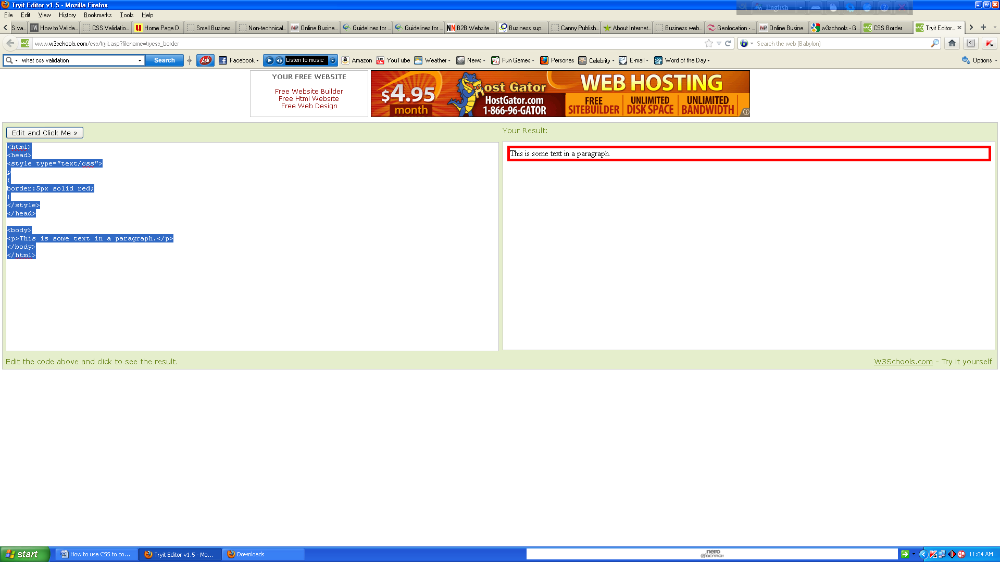 Tryit Editor v1.5 - Mozilla Firefox
English
File Edit View History Bookmarks Tools Help
S va... How to Valida... CSS Validatio... Home Page D... Small Business... Non-technical... Online Busine... Guidelines for ... Guidelines for ... B2B Website ... Business sup... Canny Publish... About Internet... Business web... Geolocation - ... Online Busine... w3schools - G... CSS Border Tryit Editor...
www.w3schools.com/css/tryit.asp?filename=trycss_border
Search the web (Babylon)
what css validation Search Ask Facebook Listen to music Amazon YouTube Weather News Fun Games Personas Celebrity E-mail Word of the Day Options
YOUR FREE WEBSITE
Free Website Builder
Free Html Website
Free Web Design
$4.95
month
Host Gator
HostGator.com
1-866-96-GATOR
WEB HOSTING
FREE SITEBUILDER
UNLIMITED DISK SPACE
UNLIMITED BANDWIDTH
Edit and Click Me »
Your Result:
<html>
<head>
<style type="text/css">
p
{
border:5px solid red;
}
</style>
</head>
<body>
<p>This is some text in a paragraph.</p>
</body>
</html>
This is some text in a paragraph.
Edit the code above and click to see the result.
W3Schools.com - Try it yourself
start How to use CSS to co... Tryit Editor v1.5 - Mo... Downloads nero SEARCH 11:04 AM